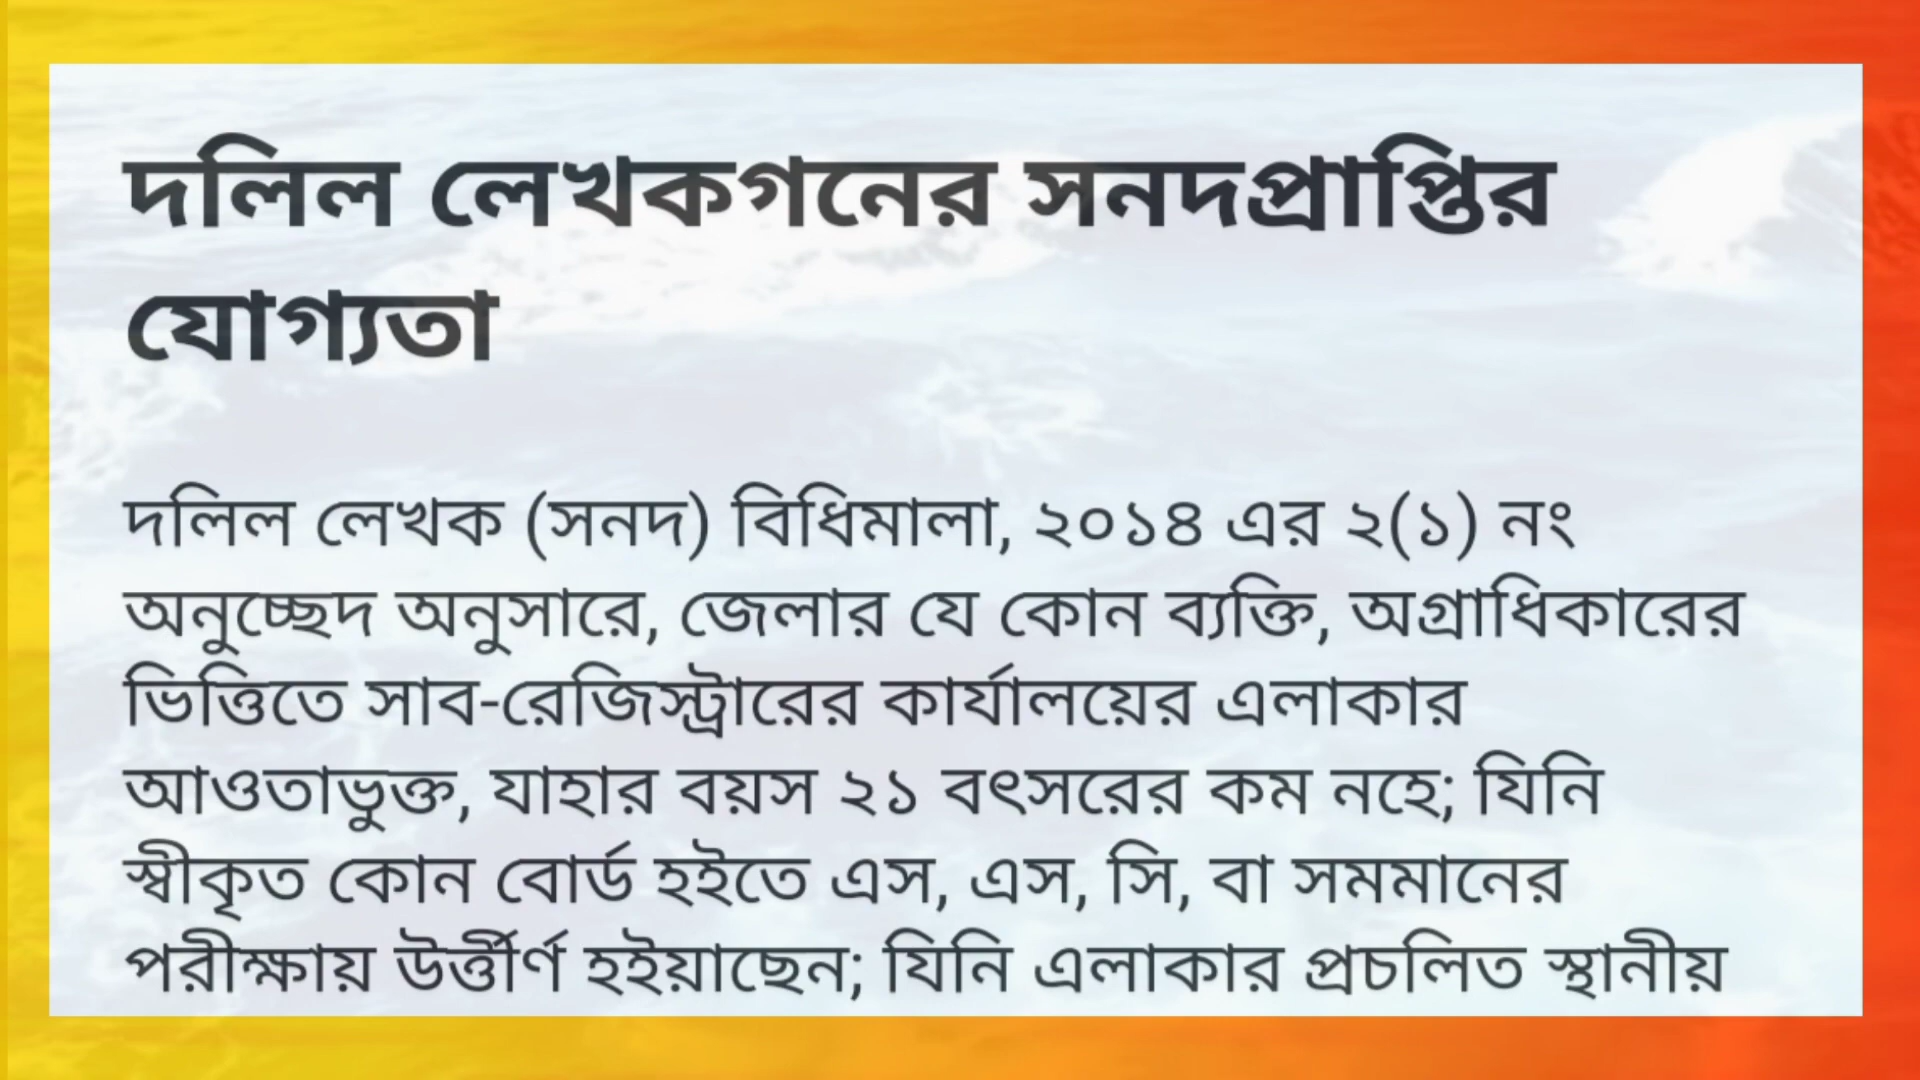 দলিল লেখকগনের সনদপ্রাপ্তির
যোগ্যতা
দলিল লেখক (সনদ) বিধিমালা, ২০১৪ এর ২(১) নং
অনুচ্ছেদ অনুসারে, জেলার যে কোন ব্যক্তি, অগ্রাধিকারের
ভিত্তিতে সাব-রেজিস্ট্রারের কার্যালয়ের এলাকার
আওতাভুক্ত, যাহার বয়স ২১ বৎসরের কম নহে; যিনি
স্বীকৃত কোন বোর্ড হইতে এস, এস, সি, বা সমমানের
পরীক্ষায় উর্ত্তীর্ণ হইয়াছেন; যিনি এলাকার প্রচলিত স্থানীয়